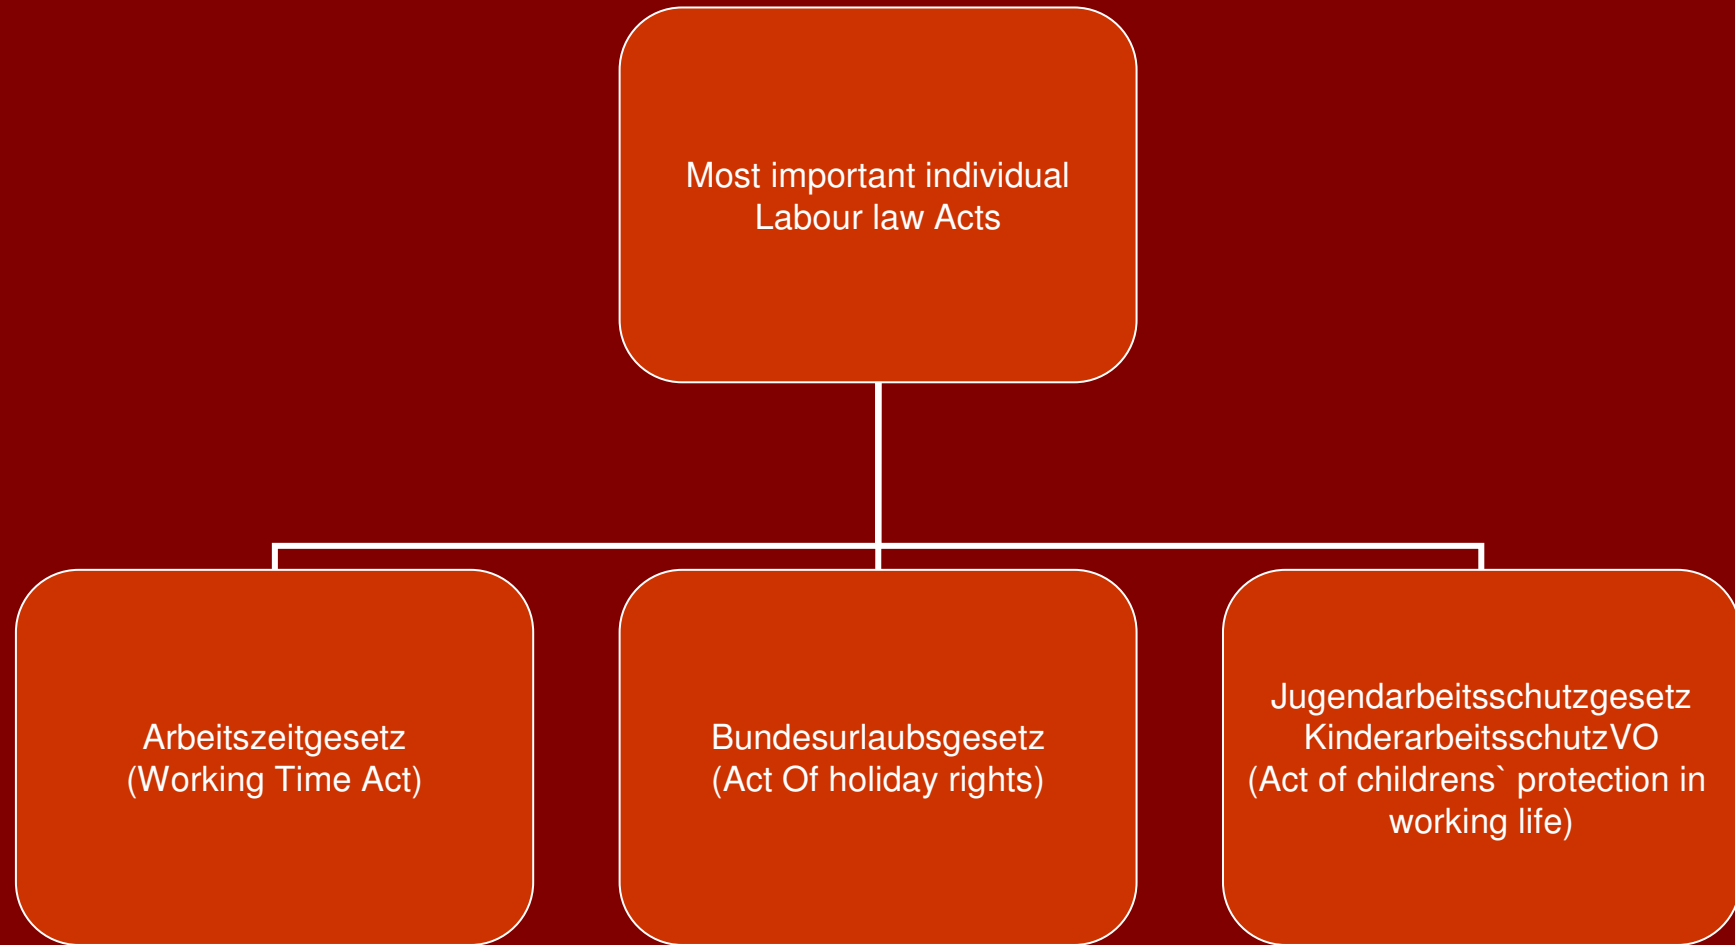 Most important individual
Labour law Acts
Arbeitszeitgesetz
(Working Time Act)
Bundesurlaubsgesetz
(Act Of holiday rights)
Jugendarbeitsschutzgesetz
KinderarbeitsschutzVO
(Act of childrens` protection in
working life)